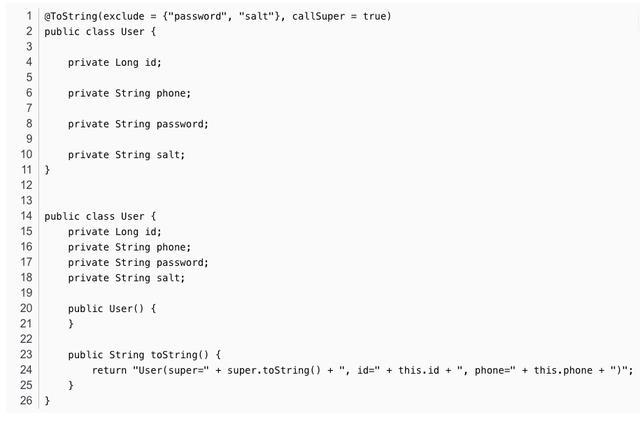 1 @ToString(exclude = {"password", "salt"}, callSuper = true)
2 public class User {
3
4     private Long id;
5
6     private String phone;
7
8     private String password;
9
10     private String salt;
11 }
12
13
14 public class User {
15     private Long id;
16     private String phone;
17     private String password;
18     private String salt;
19
20     public User() {
21     }
22
23     public String toString() {
24         return "User(super=" + super.toString() + ", id=" + this.id + ", phone=" + this.phone + ")";
25     }
26 }